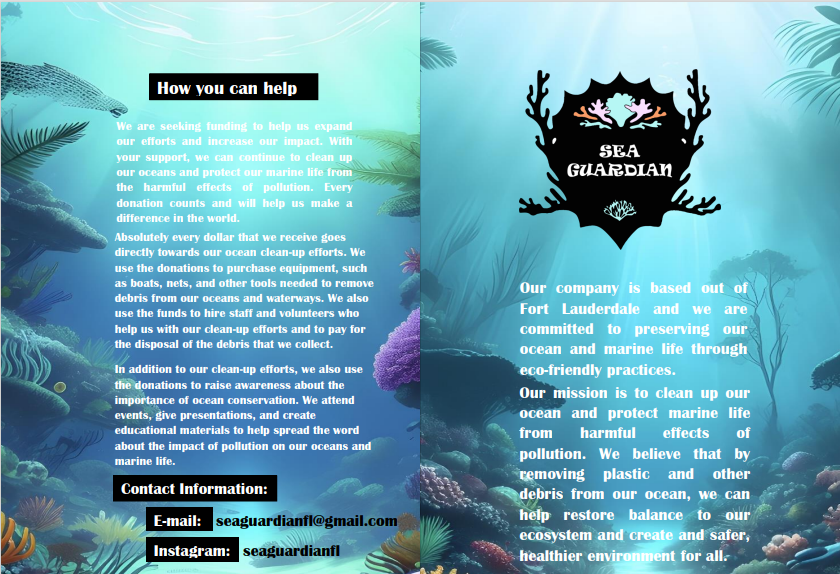 How you can help
We are seeking funding to help us expand
our efforts and increase our impact. With
your support, we can continue to clean up
our oceans and protect our marine life from
the harmful effects of pollution. Every
donation counts and will help us make a
difference in the world.
Absolutely every dollar that we receive goes
directly towards our ocean clean-up efforts. We
use the donations to purchase equipment, such
as boats, nets, and other tools needed to remove
debris from our oceans and waterways. We also
use the funds to hire staff and volunteers who
help us with our clean-up efforts and to pay for
the disposal of the debris that we collect.
In addition to our clean-up efforts, we also use
the donations to raise awareness about the
importance of ocean conservation. We attend
events, give presentations, and create
educational materials to help spread the word
about the impact of pollution on our oceans and
marine life.
Contact Information:
E-mail: seaguardianfl@gmail.com
Instagram: seaguardianfl
SEA
GUARDIAN
Our company is based out of
Fort Lauderdale and we are
committed to preserving our
ocean and marine life through
eco-friendly practices.
Our mission is to clean up our
ocean and protect marine life
from harmful effects of
pollution. We believe that by
removing plastic and other
debris from our ocean, we can
help restore balance to our
ecosystem and create and safer,
healthier environment for all.